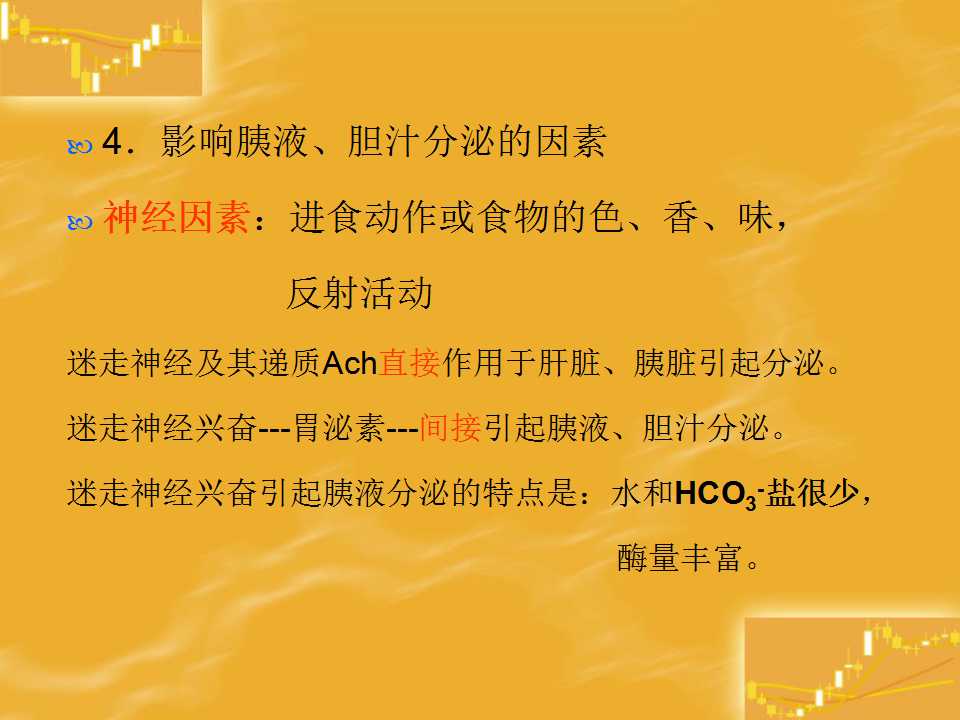 4．影响胰液、胆汁分泌的因素
神经因素：进食动作或食物的色、香、味，
反射活动
迷走神经及其递质Ach直接作用于肝脏、胰脏引起分泌。
迷走神经兴奋---胃泌素---间接引起胰液、胆汁分泌。
迷走神经兴奋引起胰液分泌的特点是：水和HCO₃⁻盐很少，
酶量丰富。